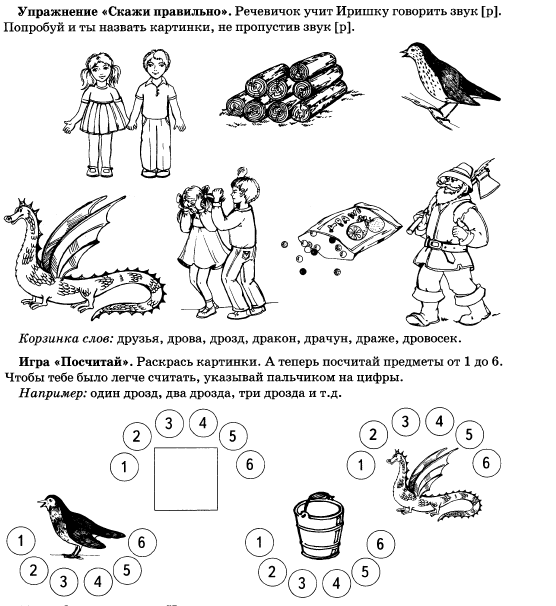 Упражнение «Скажи правильно». Речевичок учит Иришку говорить звук [р].
Попробуй и ты назвать картинки, не пропустив звук [р].
Корзинка слов: друзья, дрова, дрозд, дракон, драчун, драже, дровосек.
Игра «Посчитай». Раскрась картинки. А теперь посчитай предметы от 1 до 6.
Чтобы тебе было легче считать, указывай пальчиком на цифры.
Например: один дрозд, два дрозда, три дрозда и т.д.
1 2 3 4 5 6
1 2 3 4 5 6
1 2 3 4 5 6
1 2 3 4 5 6